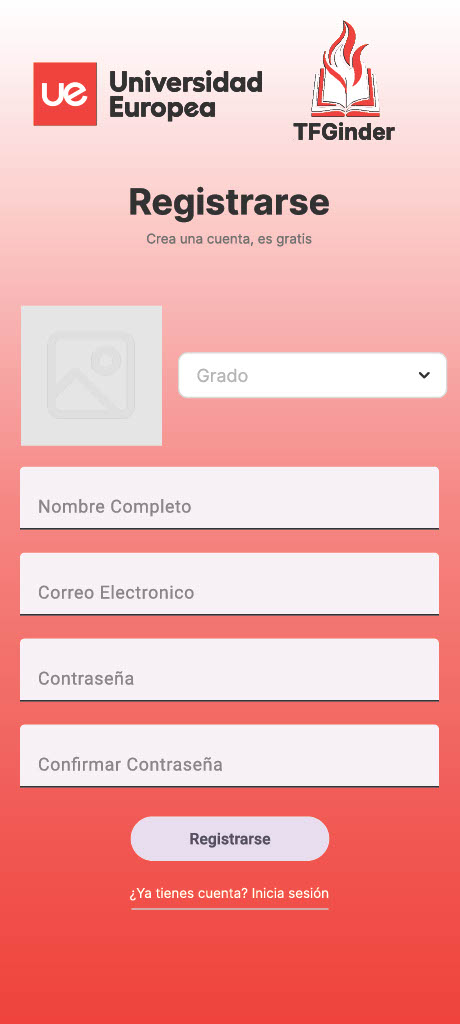 ue
Universidad
Europea
TFGinder
Registrarse
Crea una cuenta, es gratis
Grado
Nombre Completo
Correo Electronico
Contraseña
Confirmar Contraseña
Registrarse
¿Ya tienes cuenta? Inicia sesión